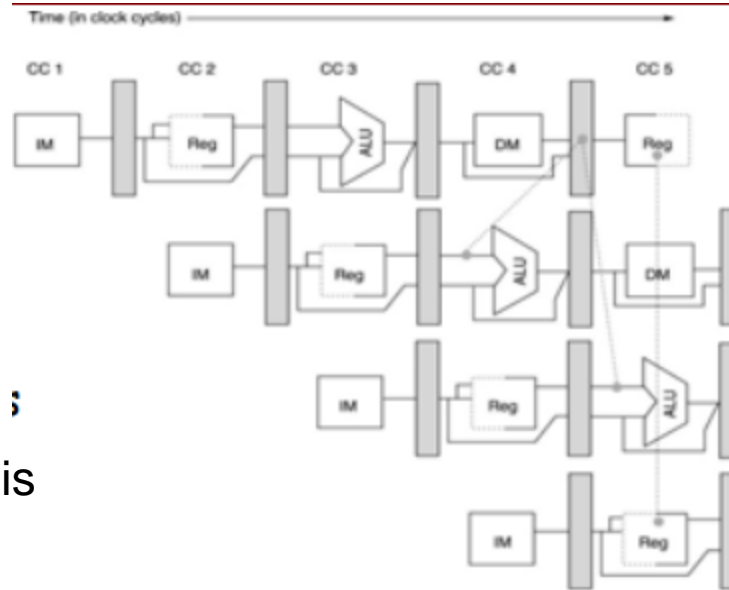 Time (in clock cycles)
CC 1 CC 2 CC 3 CC 4 CC 5
IM Reg ALU DM Reg
IM Reg ALU DM
IM Reg ALU
is
IM Reg